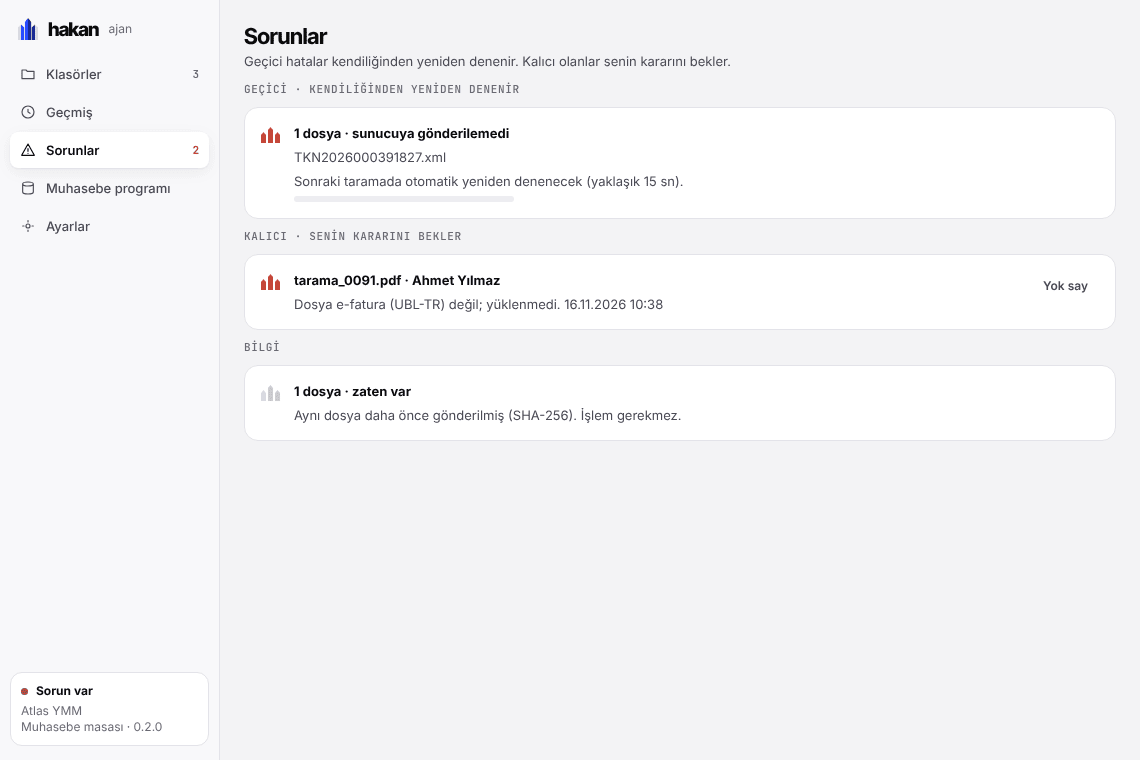 hakan ajan
Klasörler 3
Geçmiş
Sorunlar 2
Muhasebe programı
Ayarlar
Sorun var
Atlas YMM
Muhasebe masası · 0.2.0
Sorunlar
Geçici hatalar kendiliğinden yeniden denenir. Kalıcı olanlar senin kararını bekler.
GEÇİCİ · KENDİLİĞİNDEN YENİDEN DENENİR
1 dosya · sunucuya gönderilemedi
TKN2026000391827.xml
Sonraki taramada otomatik yeniden denenecek (yaklaşık 15 sn).
KALICI · SENİN KARARINI BEKLER
tarama_0091.pdf · Ahmet Yılmaz
Yok say
Dosya e-fatura (UBL-TR) değil; yüklenmedi. 16.11.2026 10:38
BİLGİ
1 dosya · zaten var
Aynı dosya daha önce gönderilmiş (SHA-256). İşlem gerekmez.